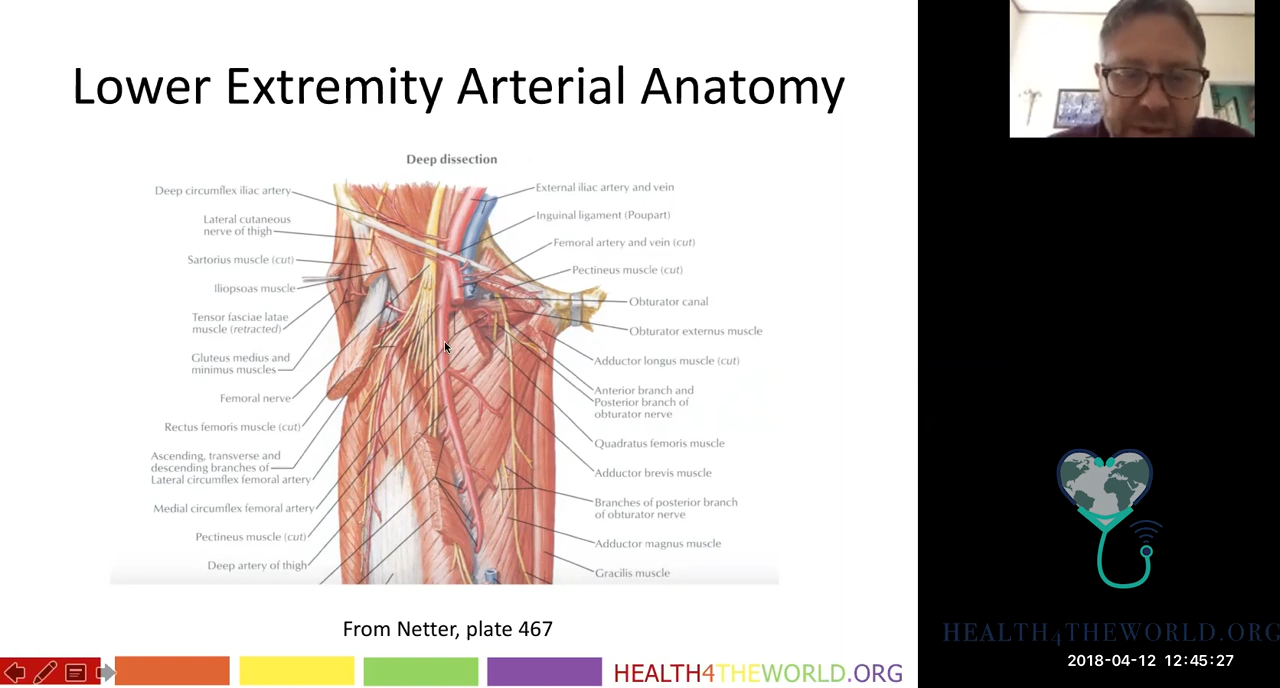 Lower Extremity Arterial Anatomy
Deep dissection
Deep circumflex iliac artery
Lateral cutaneous
nerve of thigh
Sartorius muscle (cut)
Iliopsoas muscle
Tensor fasciae latae
muscle (retracted)
Gluteus medius and
minimus muscles
Femoral nerve
Rectus femoris muscle (cut)
Ascending, transverse and
descending branches of
Lateral circumflex femoral artery
Medial circumflex femoral artery
Pectineus muscle (cut)
Deep artery of thigh
External iliac artery and vein
Inguinal ligament (Poupart)
Femoral artery and vein (cut)
Pectineus muscle (cut)
Obturator canal
Obturator externus muscle
Adductor longus muscle (cut)
Anterior branch and
Posterior branch of
obturator nerve
Quadratus femoris muscle
Adductor brevis muscle
Branches of posterior branch
of obturator nerve
Adductor magnus muscle
Gracilis muscle
From Netter, plate 467
HEALTH4THEWORLD.ORG
HEALTH4THEWORLD.ORG
2018-04-12 12:45:27